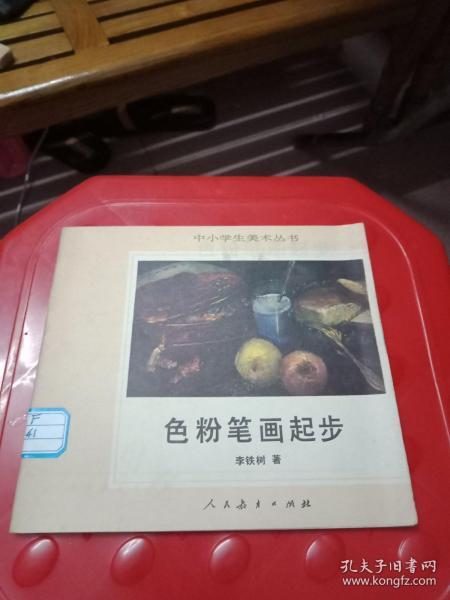 中小学生美术丛书
色粉笔画起步
李铁树 著
人民教育出版社
F
41
孔夫子旧书网
www.kongfz.com